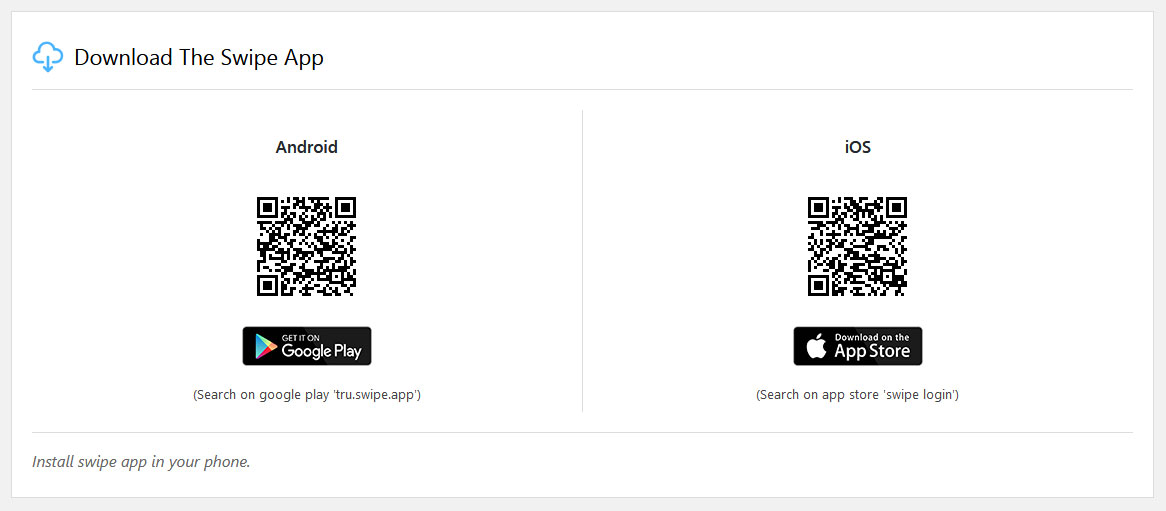 Download The Swipe App
Android
iOS
GET IT ON
Google Play
Download on the
App Store
(Search on google play 'tru.swipe.app')
(Search on app store 'swipe login')
Install swipe app in your phone.